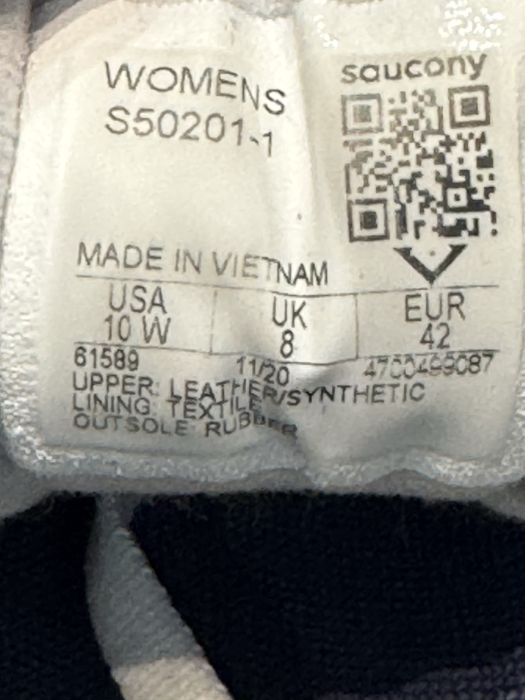 WOMENS
S50201-1
saucony
MADE IN VIETNAM
USA UK EUR
10 W 8 42
61589 11/20 4700499087
UPPER: LEATHER/SYNTHETIC
LINING: TEXTILE
OUTSOLE: RUBBER